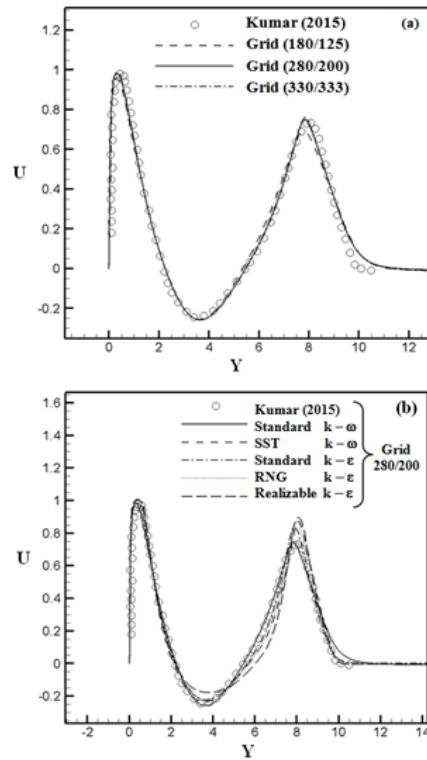 (a)
Kumar (2015)
Grid (180/125)
Grid (280/200)
Grid (330/333)
1.2
1
0.8
0.6
0.4
0.2
0
-0.2
U
0 2 4 6 8 10 12
Y
(b)
Kumar (2015)
Standard k – ω
SST k – ω
Standard k – ε
RNG k – ε
Realizable k – ε
Grid
280/200
1.6
1.4
1.2
1
0.8
0.6
0.4
0.2
0
-0.2
U
-2 0 2 4 6 8 10 12 14
Y